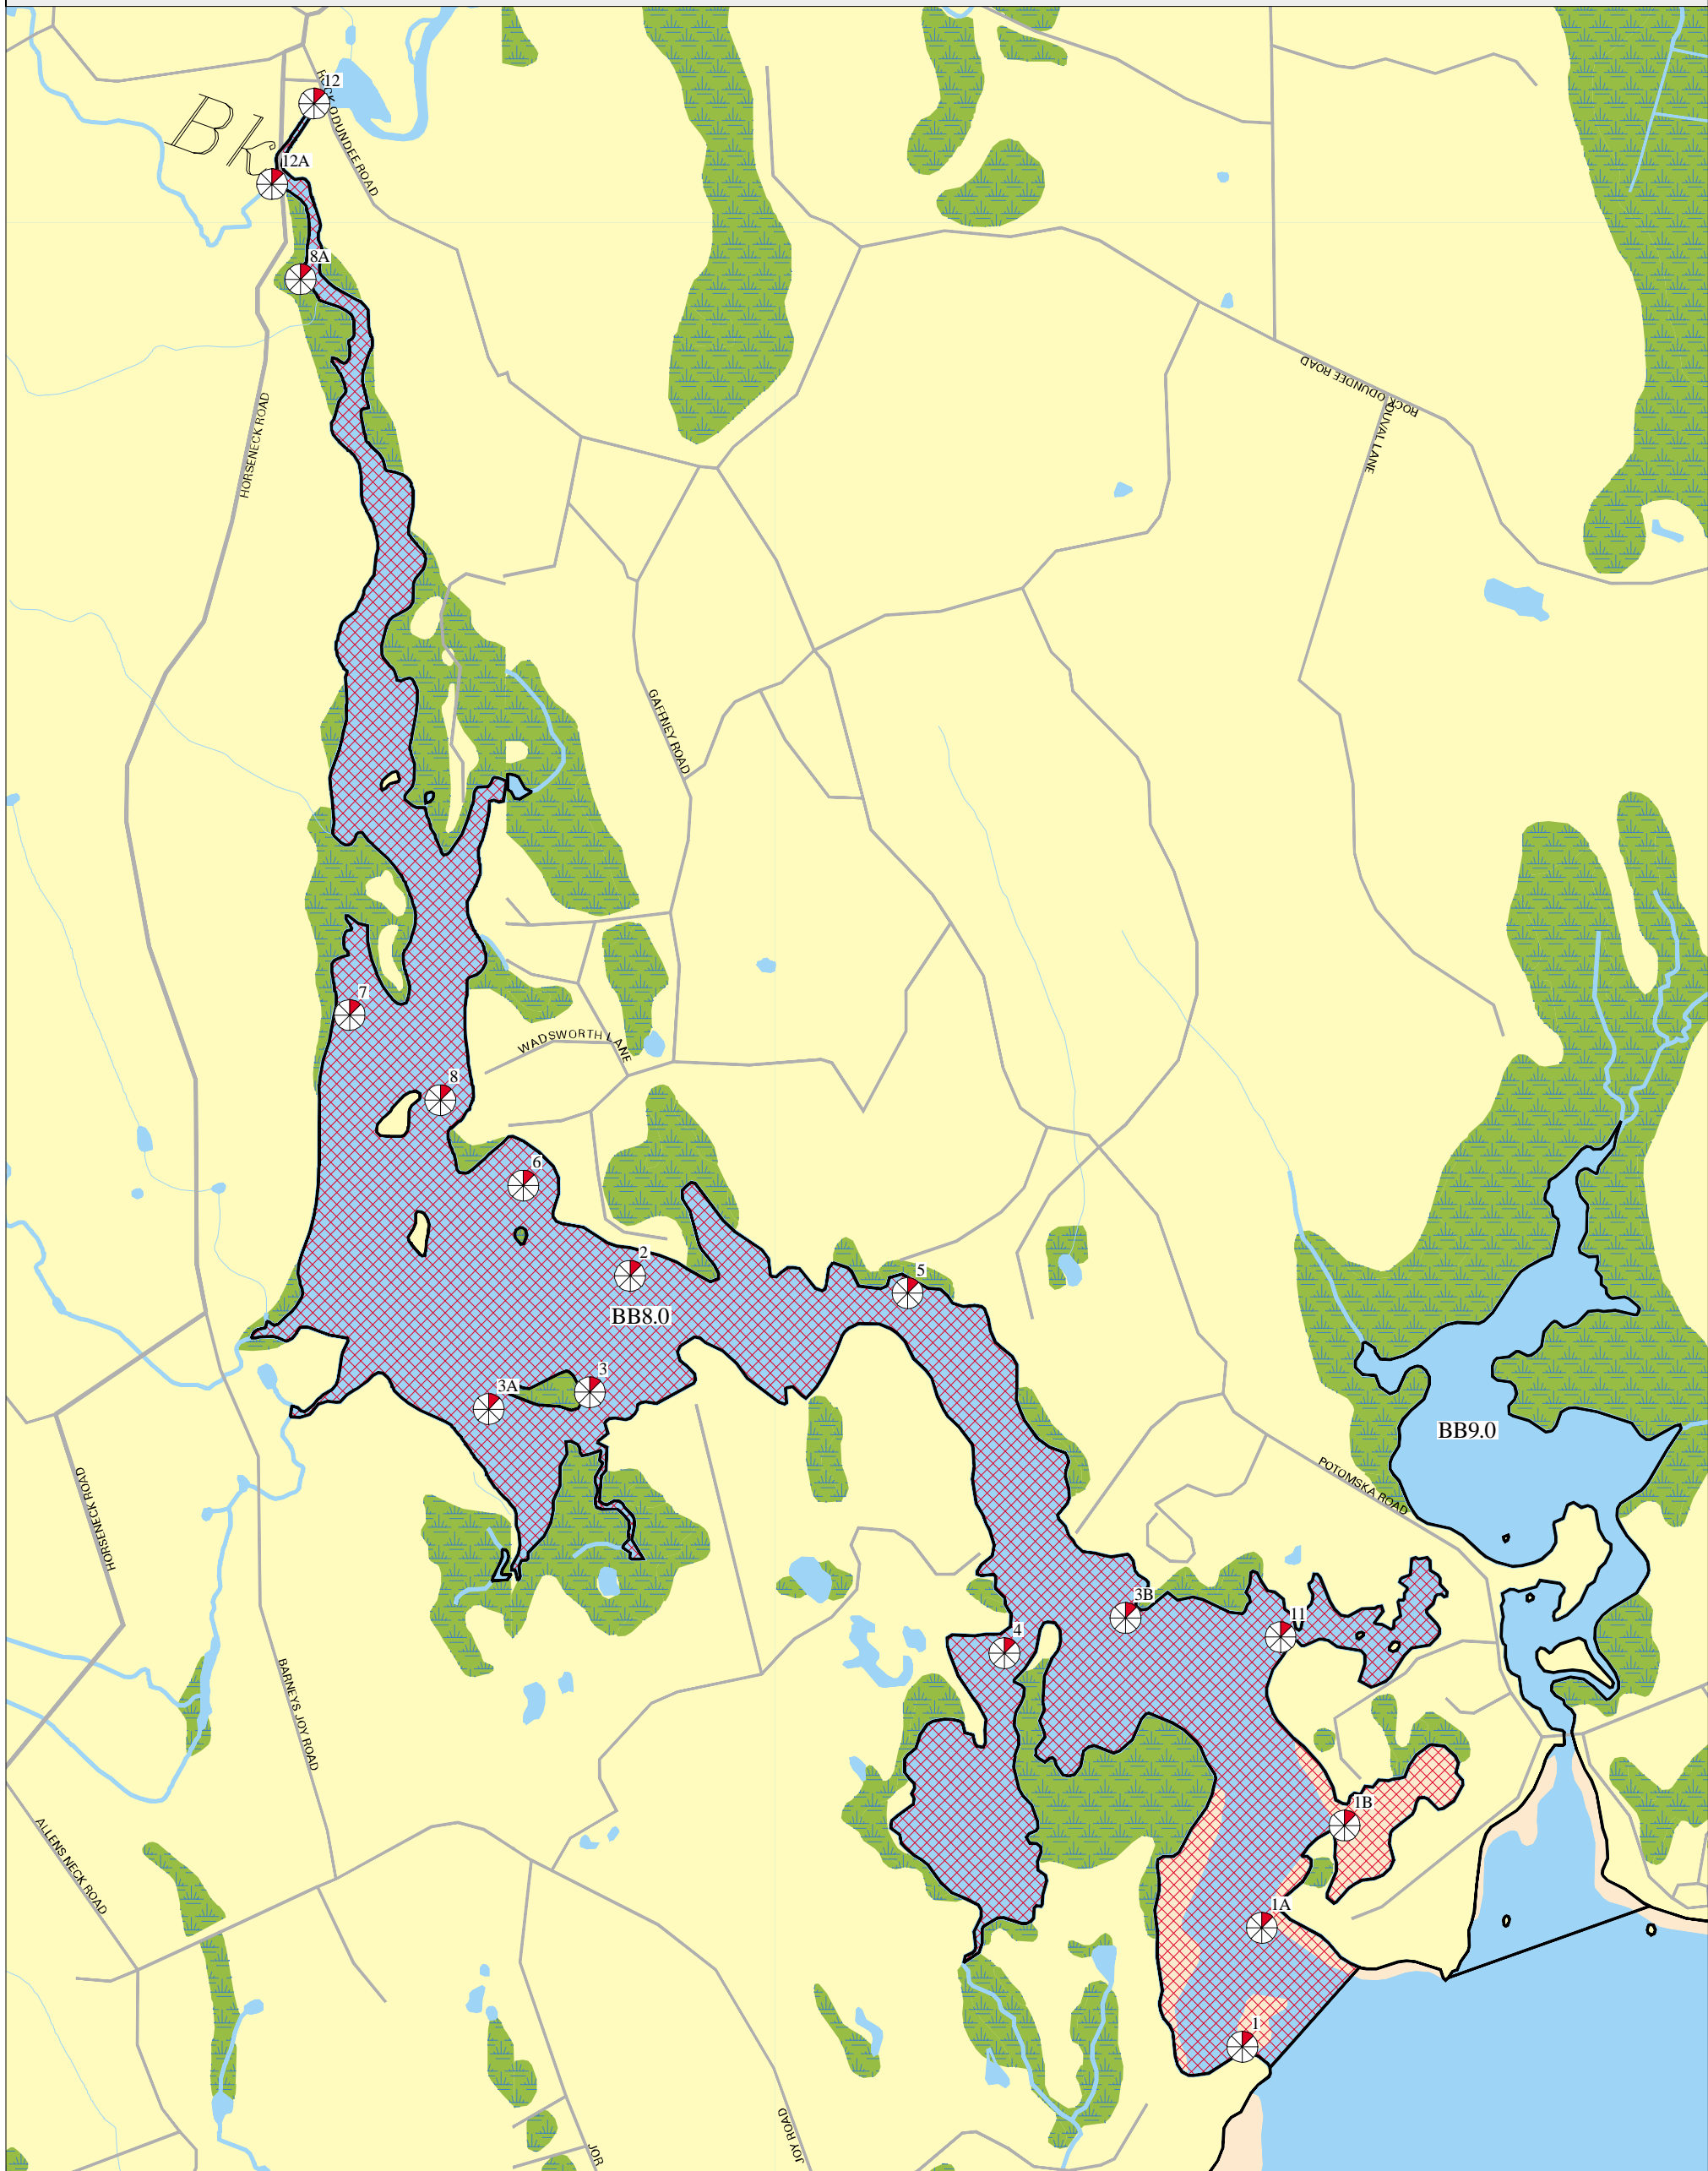 12
ROCK ODUNDEE ROAD
Bk
12A
8A
ROCK ODUNDEE ROAD
DUVAL LANE
HORSENECK ROAD
GAFFNEY ROAD
7
WADSWORTH LANE
8
6
2
5
BB8.0
3
3A
BB9.0
POTOMSKA ROAD
HORSENECK ROAD
3B
11
4
BARNEYS JOY ROAD
1B
ALLENS NECK ROAD
1A
1
JOY ROAD
JOR